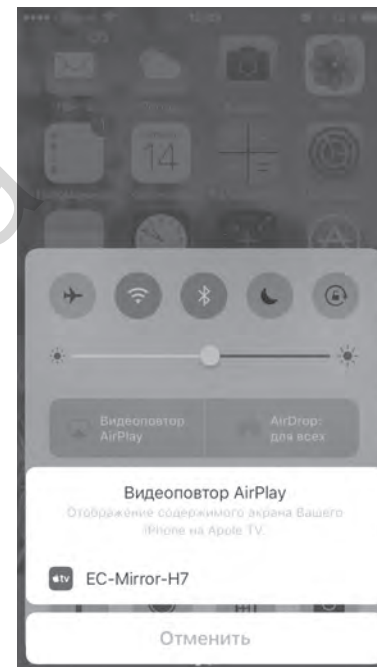 14
Видеоповтор
AirPlay
AirDrop:
для всех
Видеоповтор AirPlay
Отображение содержимого экрана Вашего
iPhone на Apple TV
tv EC-Mirror-H7
Отменить